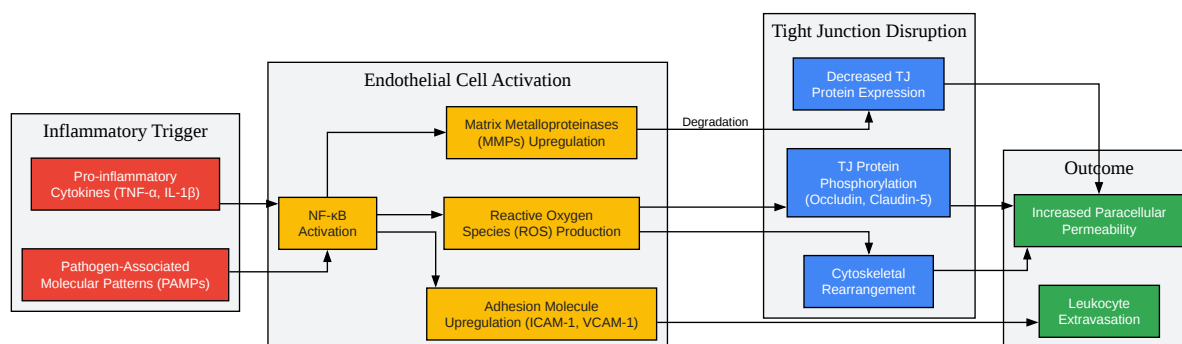 Inflammatory Trigger
Pro-inflammatory
Cytokines (TNF-α, IL-1β)
Pathogen-Associated
Molecular Patterns (PAMPs)
Endothelial Cell Activation
NF-κB
Activation
Matrix Metalloproteinases
(MMPs) Upregulation
Reactive Oxygen
Species (ROS) Production
Adhesion Molecule
Upregulation (ICAM-1, VCAM-1)
Degradation
Tight Junction Disruption
Decreased TJ
Protein Expression
TJ Protein
Phosphorylation
(Occludin, Claudin-5)
Cytoskeletal
Rearrangement
Outcome
Increased Paracellular
Permeability
Leukocyte
Extravasation